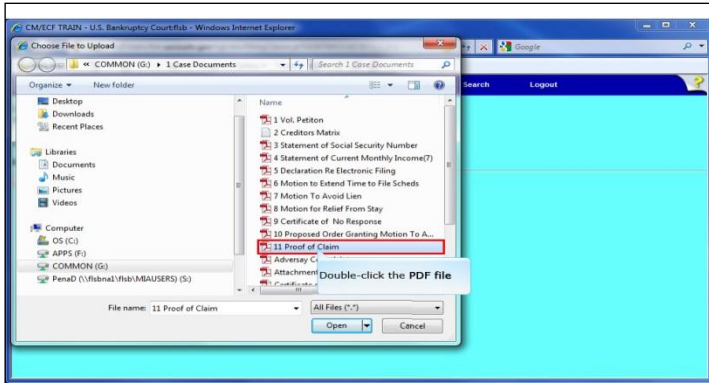 CM/ECF TRAIN - U.S. Bankruptcy Court:flsb - Windows Internet Explorer
Choose File to Upload
Google
« COMMON (G:) ▸ 1 Case Documents
Search 1 Case Documents
Search Logout
Organize New folder
Desktop
Downloads
Recent Places
Libraries
Documents
Music
Pictures
Videos
Computer
OS (C:)
APPS (F:)
COMMON (G:)
PenaD (\\flsbna1\flsb\MIAUSERS) (S:)
Name
1 Vol. Petiton
2 Creditors Matrix
3 Statement of Social Security Number
4 Statement of Current Monthly Income(7)
5 Declaration Re Electronic Filing
6 Motion to Extend Time to File Scheds
7 Motion To Avoid Lien
8 Motion for Relief From Stay
9 Certificate of No Response
10 Proposed Order Granting Motion To A...
11 Proof of Claim
Adversay
Attachment
Double-click the PDF file
File name: 11 Proof of Claim
All Files (*.*)
Open Cancel